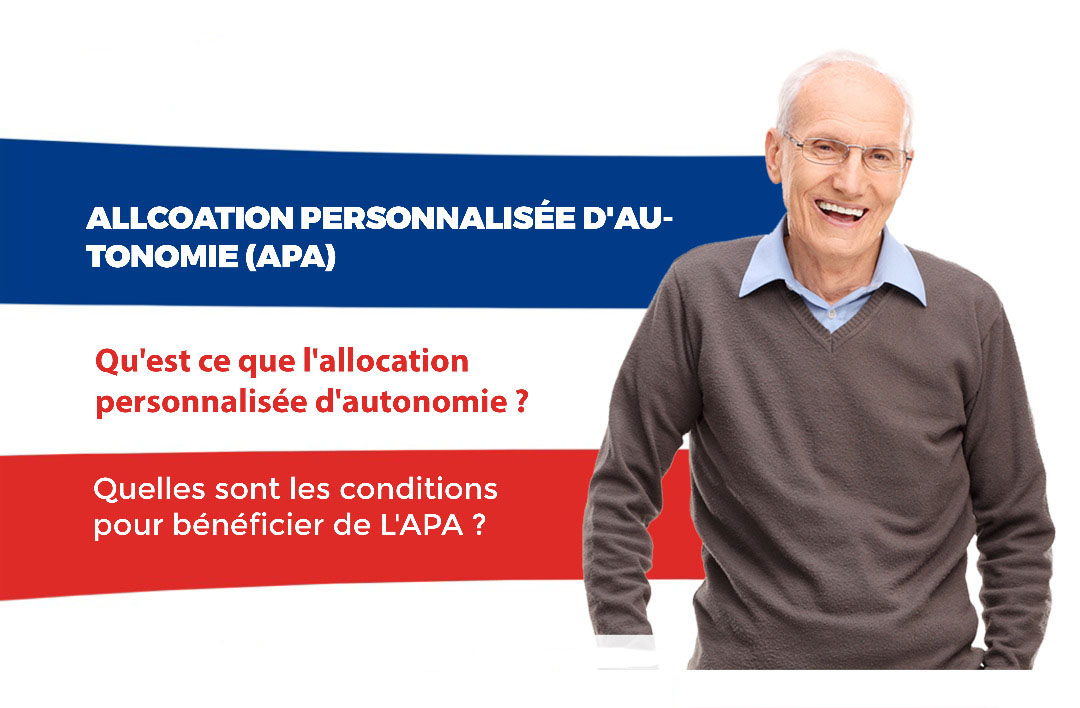 ALLCOATION PERSONNALISÉE D'AU-
TONOMIE (APA)
Qu'est ce que l'allocation
personnalisée d'autonomie ?
Quelles sont les conditions
pour bénéficier de L'APA ?